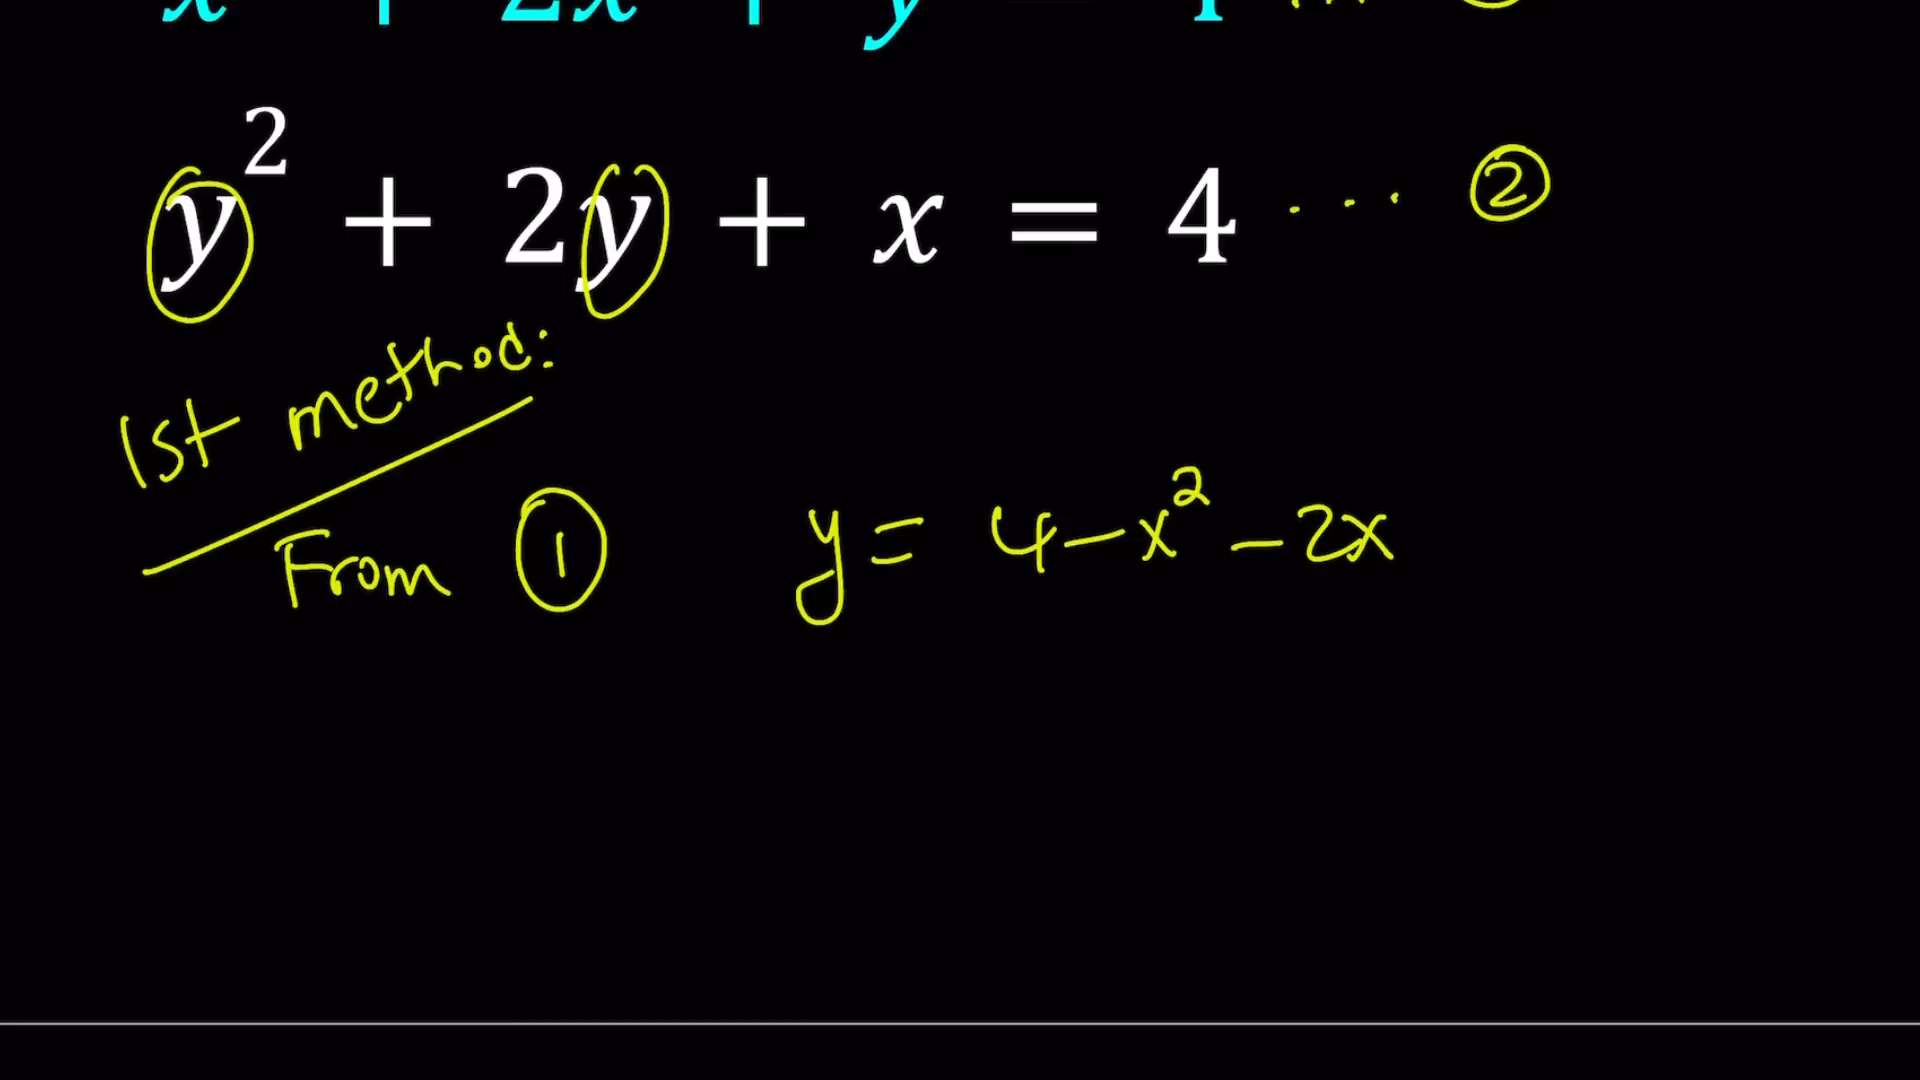 y² + 2y + x = 4 ... ②
1st method:
From ① y = 4 - x² - 2x